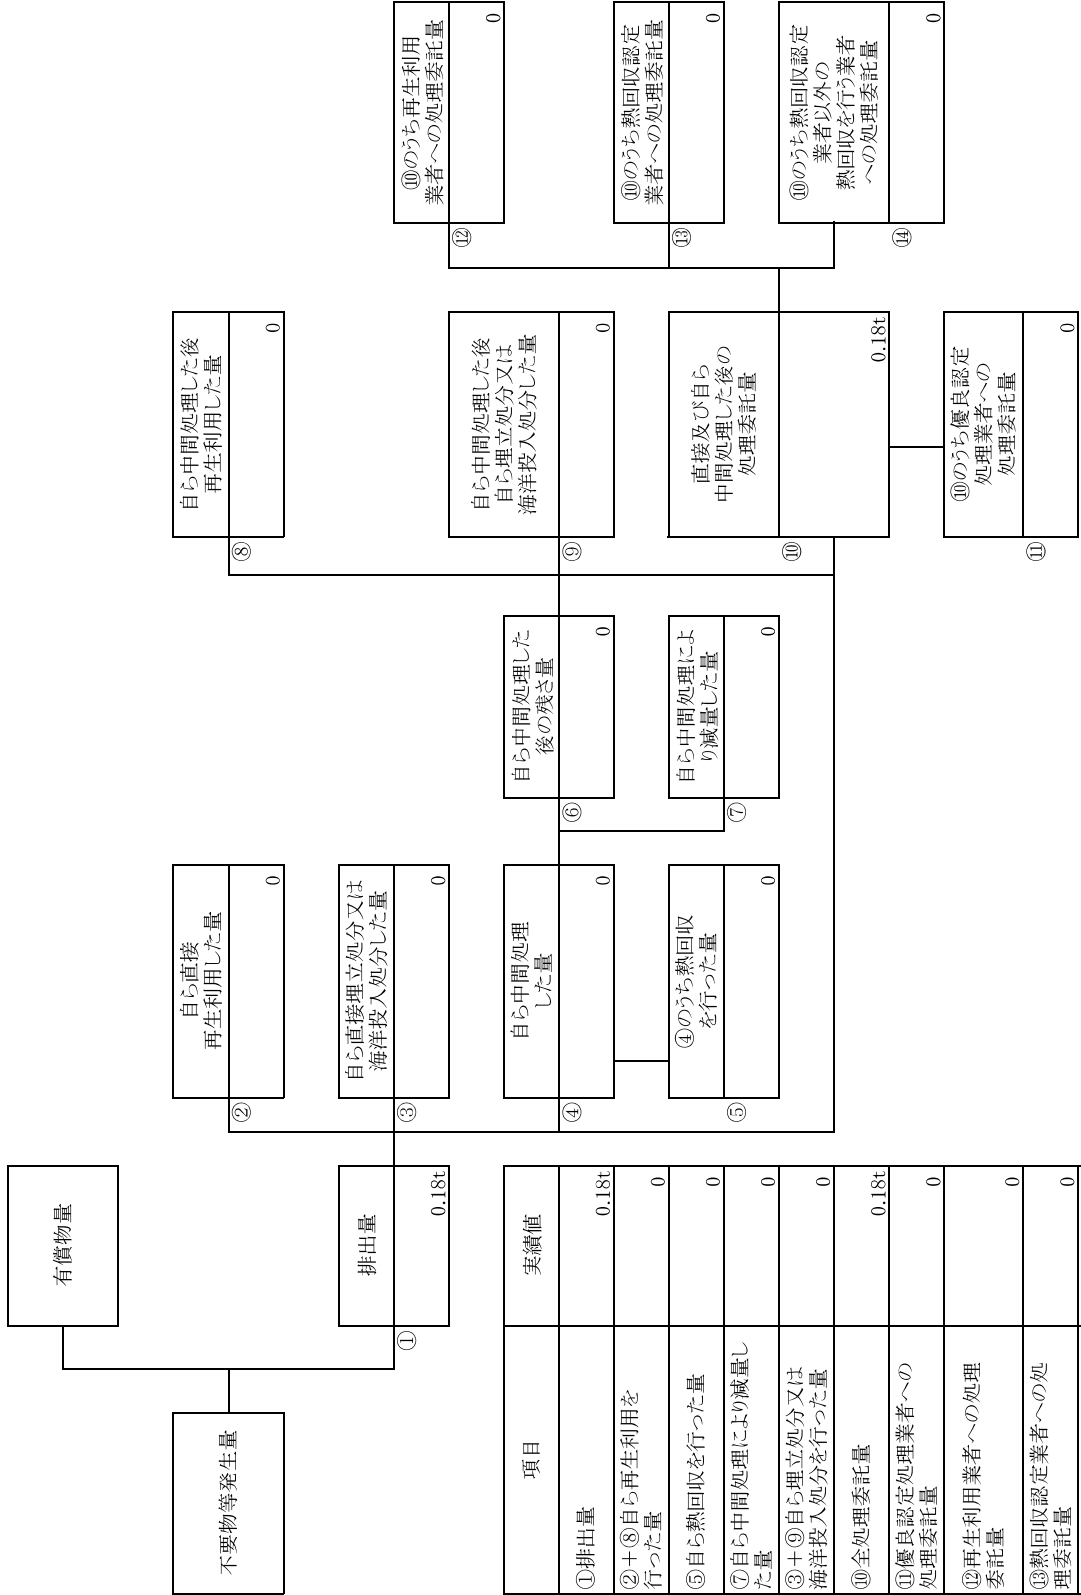 不要物等発生量
有償物量
排出量
①
0.18t
自ら直接
再生利用した量
②
0
自ら直接埋立処分又は
海洋投入処分した量
③
0
自ら中間処理
した量
④
0
④のうち熱回収
を行った量
⑤
0
自ら中間処理した
後の残さ量
⑥
0
自ら中間処理によ
り減量した量
⑦
0
自ら中間処理した後
再生利用した量
⑧
0
自ら中間処理した後
自ら埋立処分又は
海洋投入処分した量
⑨
0
直接及び自ら
中間処理した後の
処理委託量
⑩
0.18t
⑩のうち優良認定
処理業者への
処理委託量
⑪
0
⑩のうち再生利用
業者への処理委託量
⑫
0
⑩のうち熱回収認定
業者への処理委託量
⑬
0
⑩のうち熱回収認定
業者以外の
熱回収を行う業者
への処理委託量
⑭
0
項目
実績値
①排出量
0.18t
②+⑧自ら再生利用を
行った量
0
⑤自ら熱回収を行った量
0
⑦自ら中間処理により減量し
た量
0
③+⑨自ら埋立処分又は
海洋投入処分を行った量
0
⑩全処理委託量
0.18t
⑪優良認定処理業者への
処理委託量
0
⑫再生利用業者への処理
委託量
0
⑬熱回収認定業者への処
理委託量
0